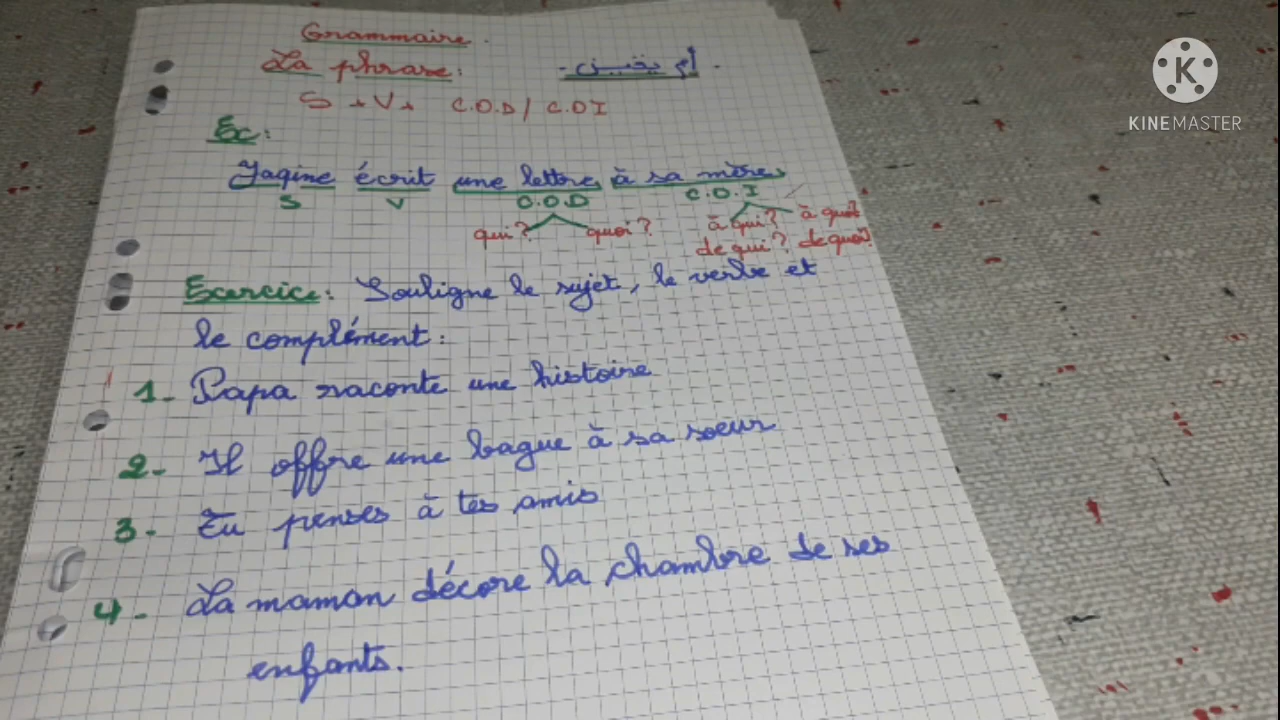 Grammaire.
La phrase: - أم يقين .
S + V + C.O.D / C.O.I
Ex:
Yaqine écrit une lettre à sa mère.
S V C.O.D C.O.I
qui? quoi? à qui? à quoi?
de qui? de quoi?
Exercice: Souligne le sujet, le verbe et
le complément:
1- Papa raconte une histoire
2- Il offre une bague à sa soeur
3- Tu penses à tes amis
4- La maman décore la chambre de ses
enfants.
K
KINEMASTER